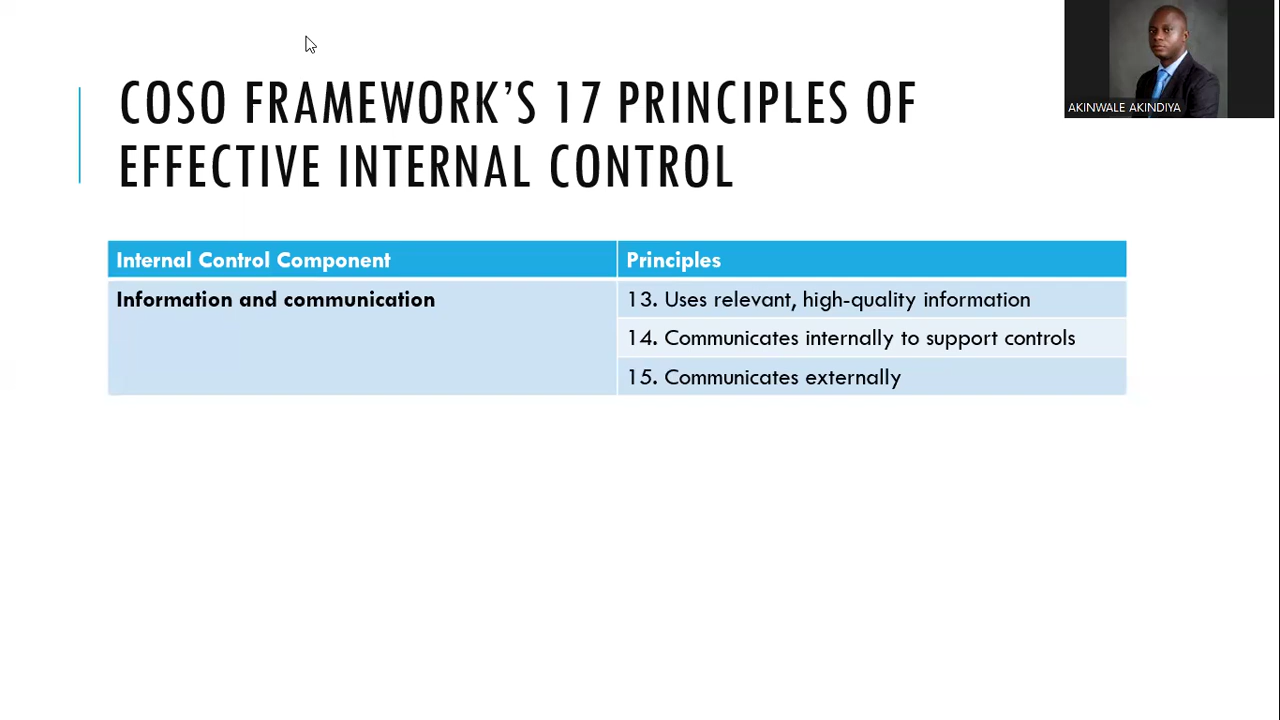 COSO FRAMEWORK'S 17 PRINCIPLES OF
EFFECTIVE INTERNAL CONTROL
AKINWALE AKINDIYA
Internal Control Component
Principles
Information and communication
13. Uses relevant, high-quality information
14. Communicates internally to support controls
15. Communicates externally